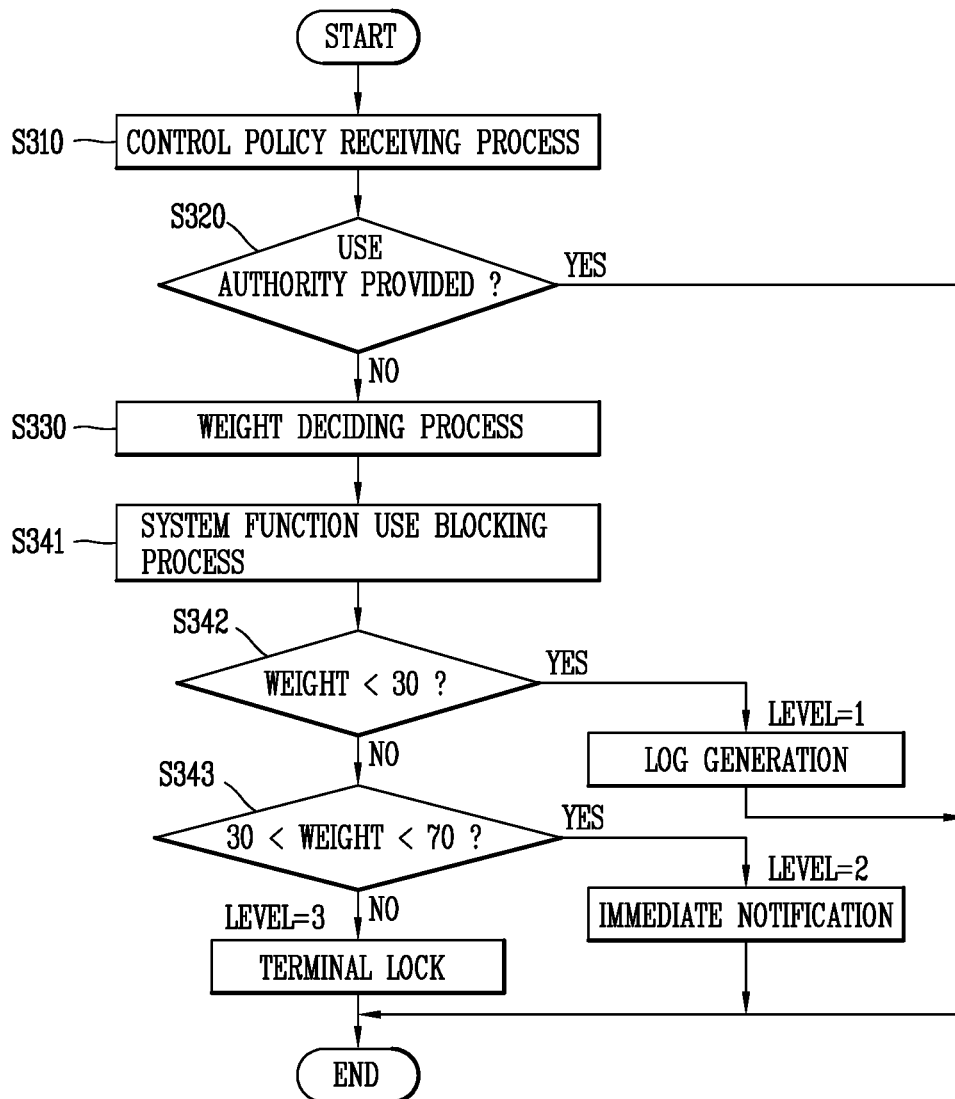 START
S310
CONTROL POLICY RECEIVING PROCESS
S320
USE
AUTHORITY PROVIDED ?
YES
NO
S330
WEIGHT DECIDING PROCESS
S341
SYSTEM FUNCTION USE BLOCKING
PROCESS
S342
WEIGHT < 30 ?
YES
LEVEL=1
NO
LOG GENERATION
S343
30 < WEIGHT < 70 ?
YES
LEVEL=2
NO
LEVEL=3
IMMEDIATE NOTIFICATION
TERMINAL LOCK
END